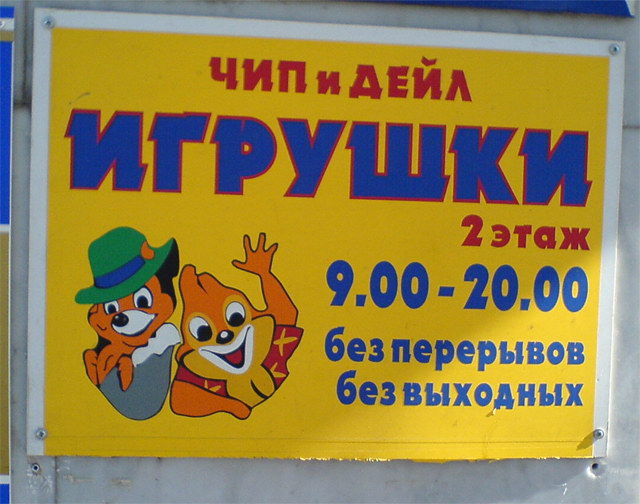 ЧИП и ДЕЙЛ
ИГРУШКИ
2 этаж
9.00-20.00
без перерывов
без выходных